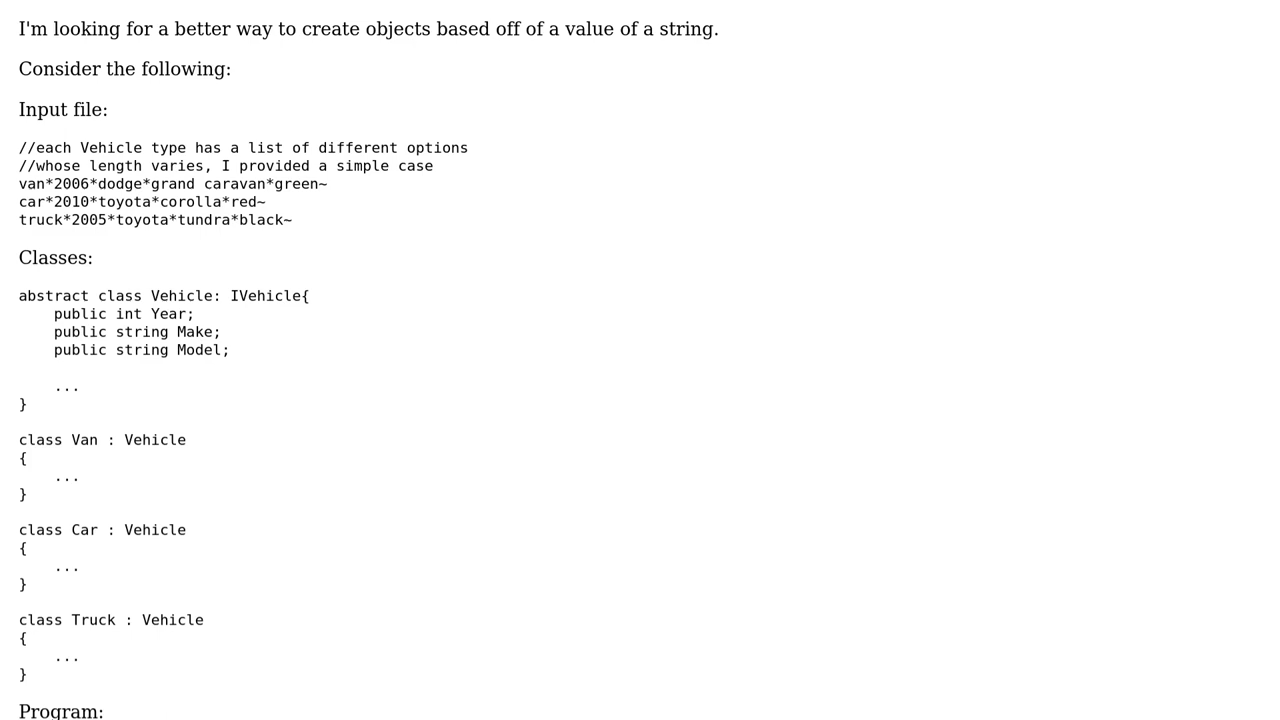 I'm looking for a better way to create objects based off of a value of a string.
Consider the following:
Input file:
//each Vehicle type has a list of different options
//whose length varies, I provided a simple case
van*2006*dodge*grand caravan*green~
car*2010*toyota*corolla*red~
truck*2005*toyota*tundra*black~
Classes:
abstract class Vehicle: IVehicle{
    public int Year;
    public string Make;
    public string Model;
    ...
}
class Van : Vehicle
{
    ...
}
class Car : Vehicle
{
    ...
}
class Truck : Vehicle
{
    ...
}
Program: